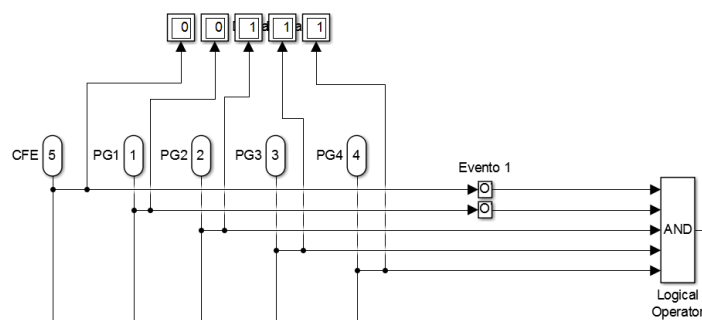 0 0 1 1 1
CFE 5 PG1 1 PG2 2 PG3 3 PG4 4
Evento 1
AND
Logical
Operator